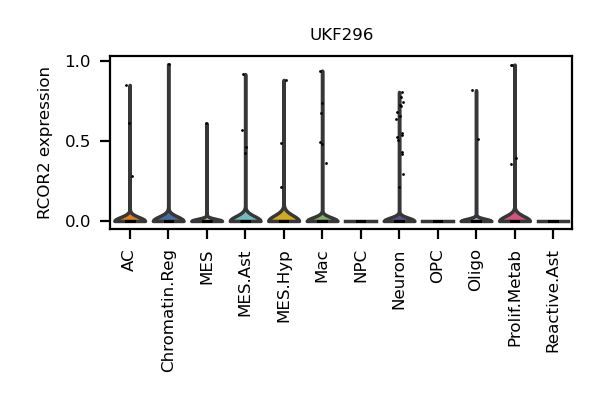 UKF296
RCOR2 expression
1.0
0.5
0.0
AC
Chromatin.Reg
MES
MES.Ast
MES.Hyp
Mac
NPC
Neuron
OPC
Oligo
Prolif.Metab
Reactive.Ast